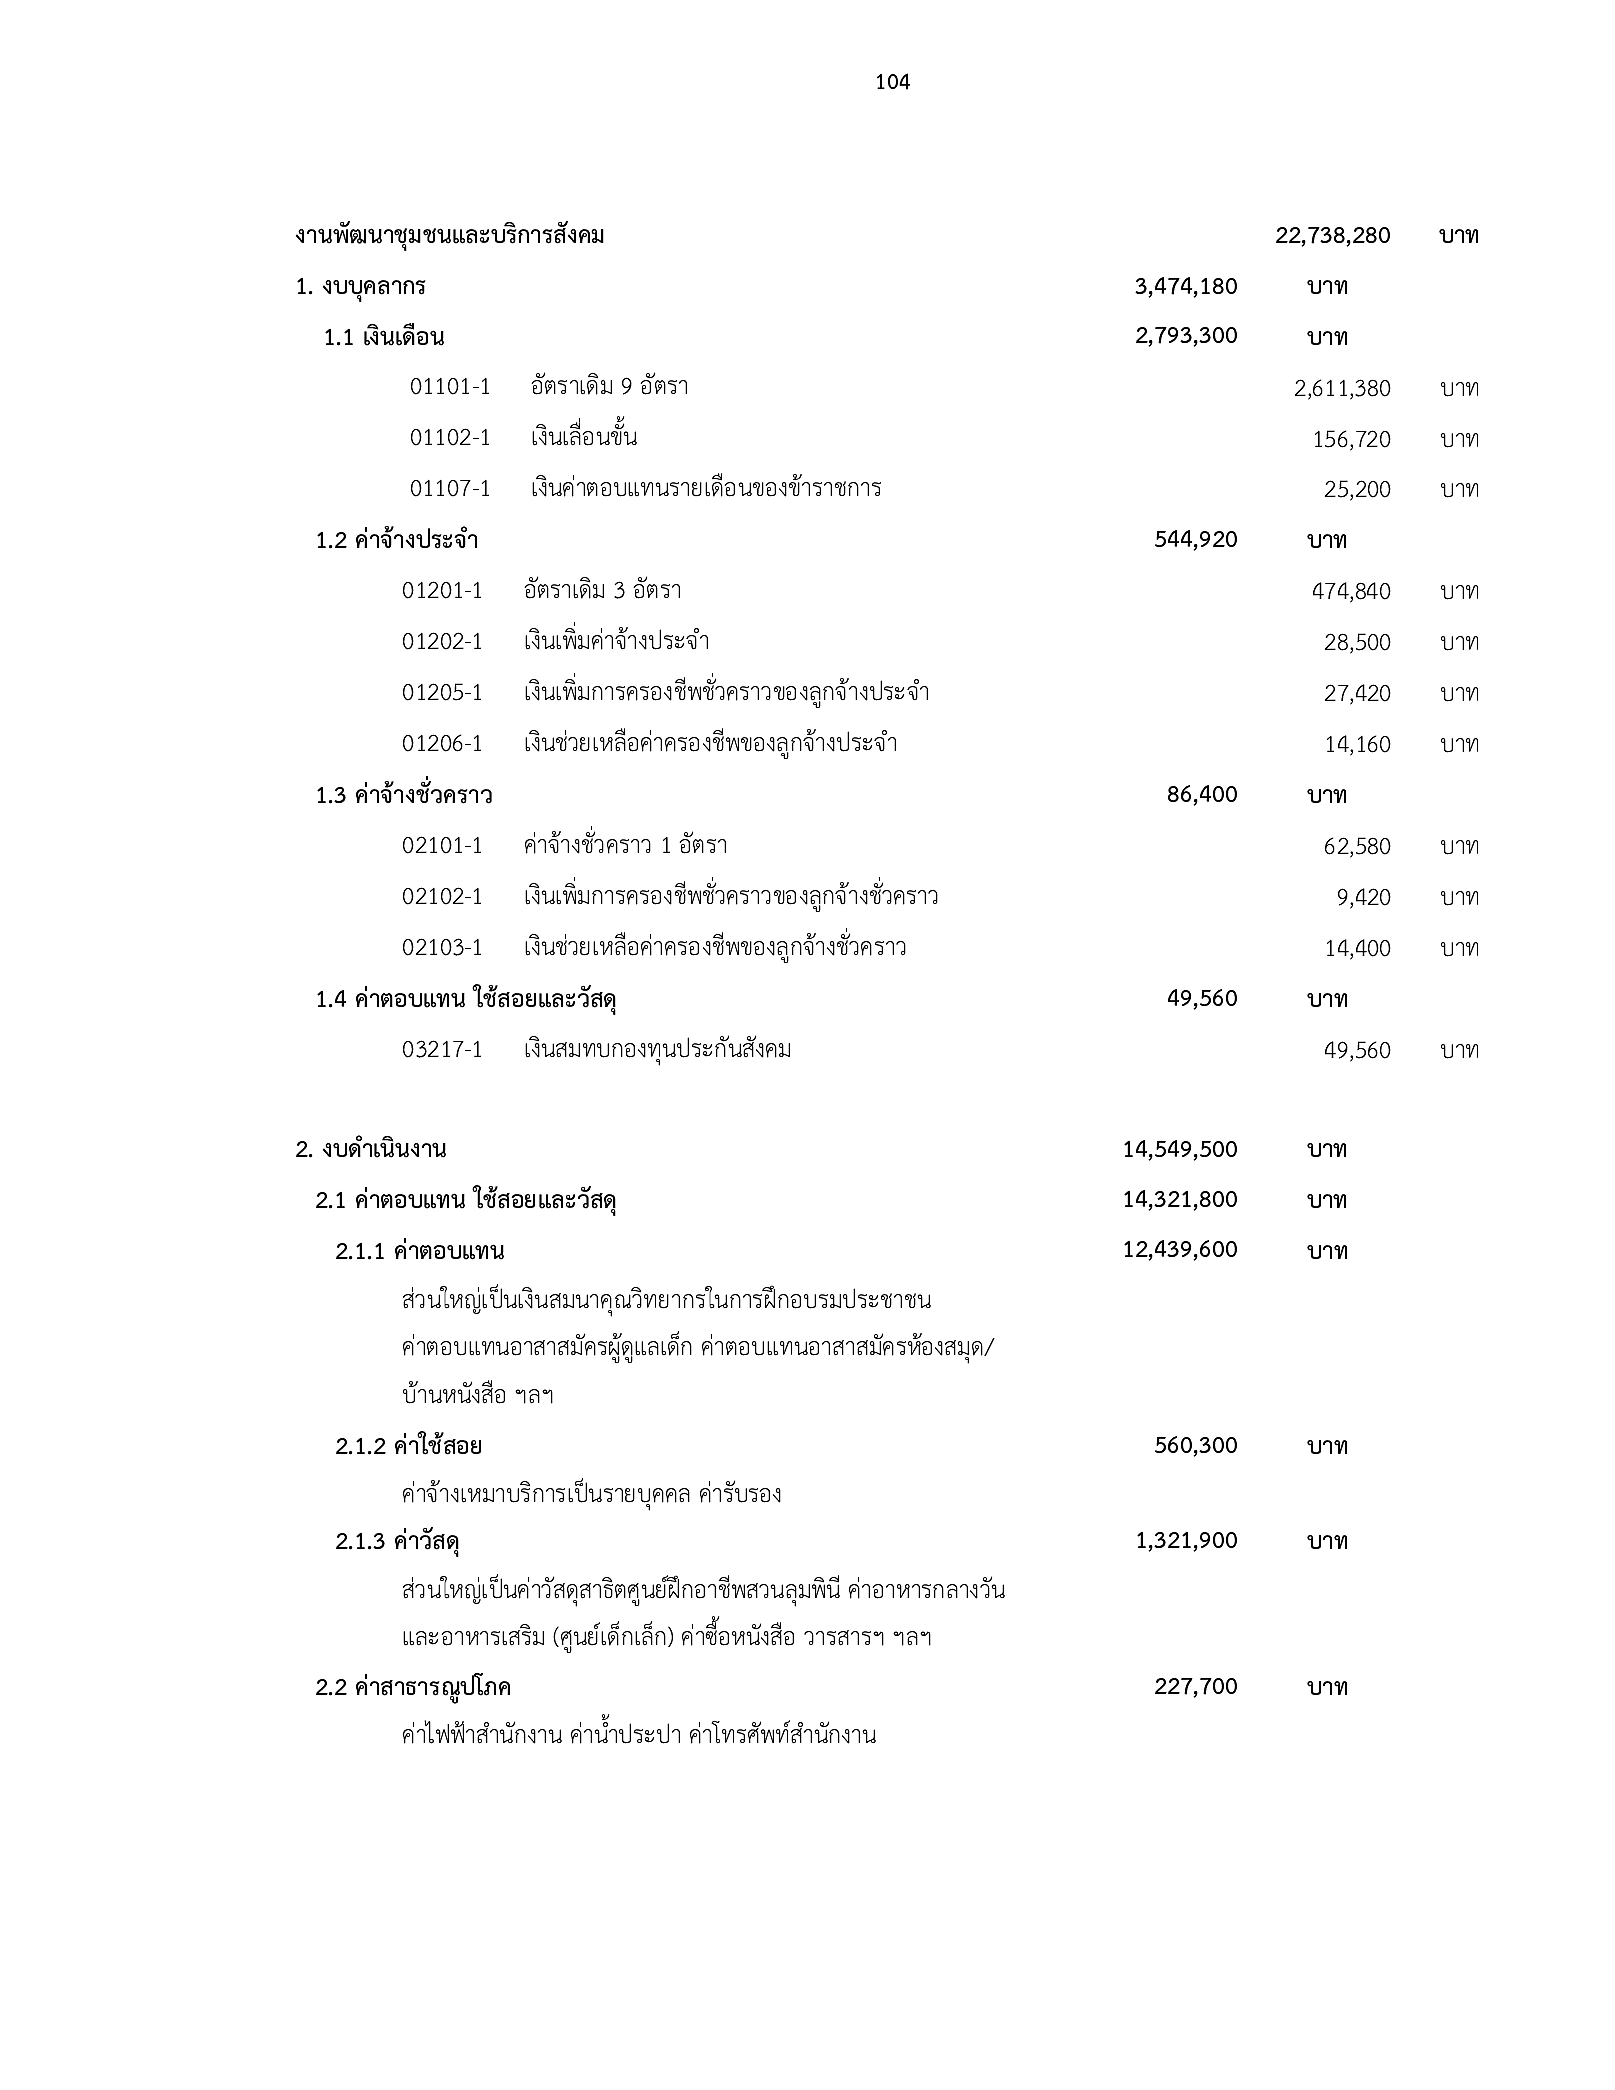 104
งานพัฒนาชุมชนและบริการสังคม 22,738,280 บาท
1. งบบุคลากร 3,474,180 บาท
1.1 เงินเดือน 2,793,300 บาท
01101-1 อัตราเดิม 9 อัตรา 2,611,380 บาท
01102-1 เงินเลื่อนขั้น 156,720 บาท
01107-1 เงินค่าตอบแทนรายเดือนของข้าราชการ 25,200 บาท
1.2 ค่าจ้างประจำ 544,920 บาท
01201-1 อัตราเดิม 3 อัตรา 474,840 บาท
01202-1 เงินเพิ่มค่าจ้างประจำ 28,500 บาท
01205-1 เงินเพิ่มการครองชีพชั่วคราวของลูกจ้างประจำ 27,420 บาท
01206-1 เงินช่วยเหลือค่าครองชีพของลูกจ้างประจำ 14,160 บาท
1.3 ค่าจ้างชั่วคราว 86,400 บาท
02101-1 ค่าจ้างชั่วคราว 1 อัตรา 62,580 บาท
02102-1 เงินเพิ่มการครองชีพชั่วคราวของลูกจ้างชั่วคราว 9,420 บาท
02103-1 เงินช่วยเหลือค่าครองชีพของลูกจ้างชั่วคราว 14,400 บาท
1.4 ค่าตอบแทน ใช้สอยและวัสดุ 49,560 บาท
03217-1 เงินสมทบกองทุนประกันสังคม 49,560 บาท
2. งบดำเนินงาน 14,549,500 บาท
2.1 ค่าตอบแทน ใช้สอยและวัสดุ 14,321,800 บาท
2.1.1 ค่าตอบแทน 12,439,600 บาท
ส่วนใหญ่เป็นเงินสมนาคุณวิทยากรในการฝึกอบรมประชาชน
ค่าตอบแทนอาสาสมัครผู้ดูแลเด็ก ค่าตอบแทนอาสาสมัครห้องสมุด/
บ้านหนังสือ ฯลฯ
2.1.2 ค่าใช้สอย 560,300 บาท
ค่าจ้างเหมาบริการเป็นรายบุคคล ค่ารับรอง
2.1.3 ค่าวัสดุ 1,321,900 บาท
ส่วนใหญ่เป็นค่าวัสดุสาธิตศูนย์ฝึกอาชีพสวนลุมพินี ค่าอาหารกลางวัน
และอาหารเสริม (ศูนย์เด็กเล็ก) ค่าซื้อหนังสือ วารสารฯ ฯลฯ
2.2 ค่าสาธารณูปโภค 227,700 บาท
ค่าไฟฟ้าสำนักงาน ค่าน้ำประปา ค่าโทรศัพท์สำนักงาน